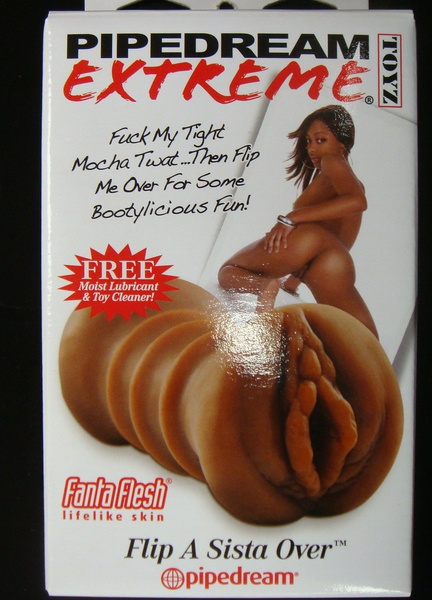 PIPEDREAM
EXTREME®
TOYZ
Fuck My Tight
Mocha Twat...Then Flip
Me Over For Some
Bootylicious Fun!
FREE
Moist Lubricant
& Toy Cleaner!
Fanta Flesh®
lifelike skin
Flip A Sista Over™
pipedream®